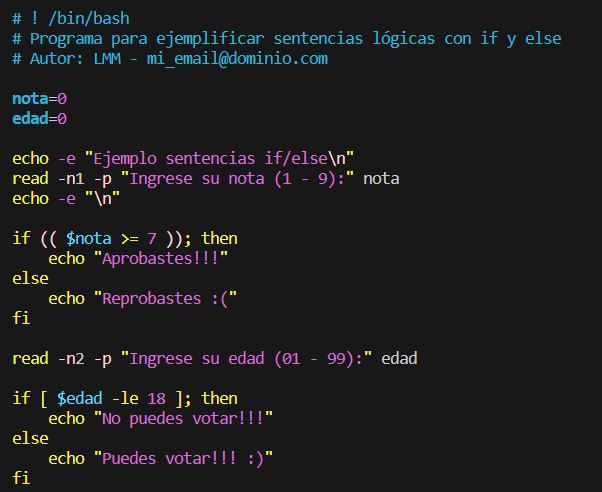 # ! /bin/bash
# Programa para ejemplificar sentencias lógicas con if y else
# Autor: LMM - mi_email@dominio.com
nota=0
edad=0
echo -e "Ejemplo sentencias if/else\n"
read -n1 -p "Ingrese su nota (1 - 9):" nota
echo -e "\n"
if (( $nota >= 7 )); then
    echo "Aprobastes!!!"
else
    echo "Reprobastes :("
fi
read -n2 -p "Ingrese su edad (01 - 99):" edad
if [ $edad -le 18 ]; then
    echo "No puedes votar!!!"
else
    echo "Puedes votar!!! :)"
fi